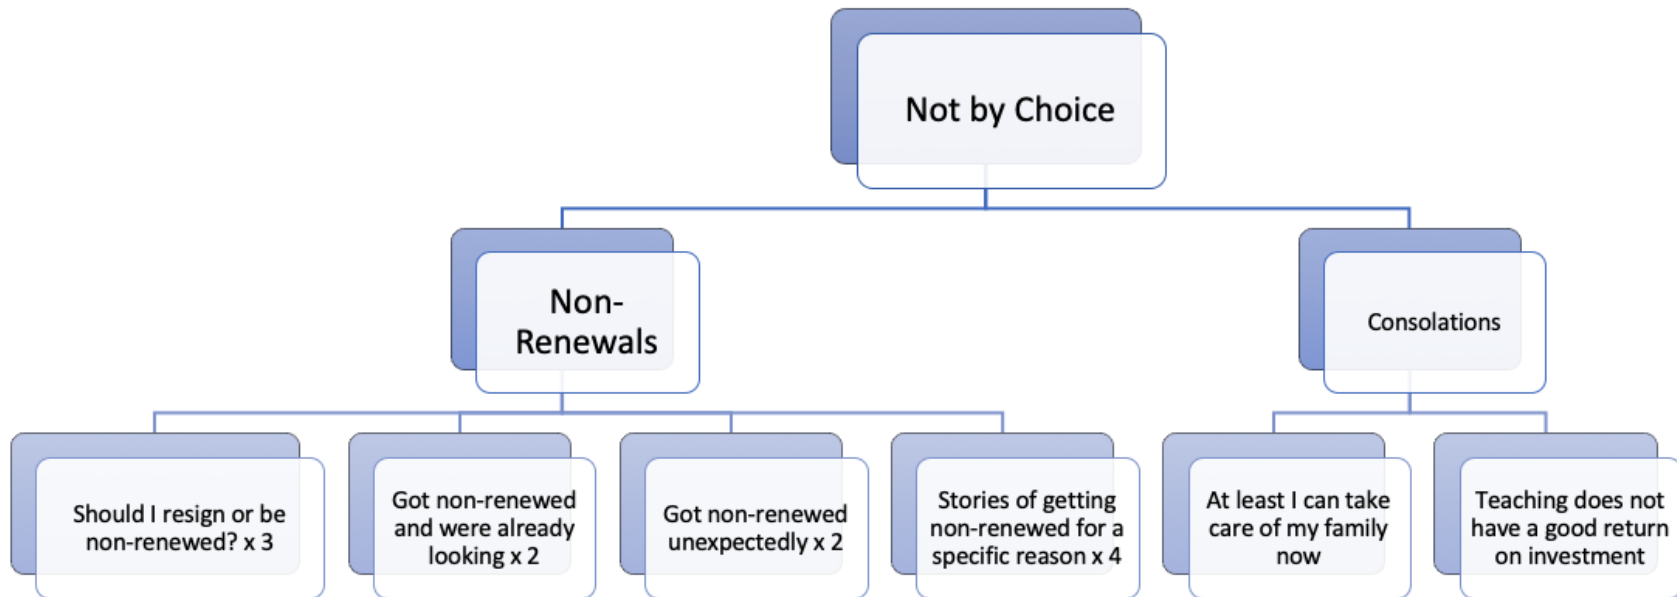 Not by Choice
Non-
Renewals
Consolations
Should I resign or be
non-renewed? x 3
Got non-renewed
and were already
looking x 2
Got non-renewed
unexpectedly x 2
Stories of getting
non-renewed for a
specific reason x 4
At least I can take
care of my family
now
Teaching does not
have a good return
on investment